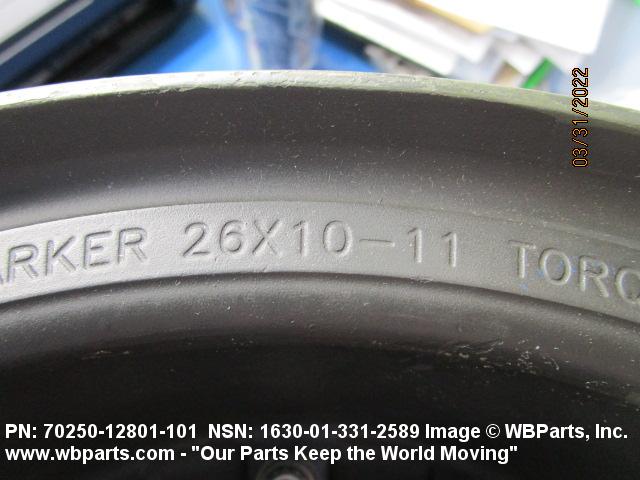 03/31/2022
ARKER 26X10-11 TORQ
PN: 70250-12801-101 NSN: 1630-01-331-2589 Image © WBParts, Inc.
www.wbparts.com - "Our Parts Keep the World Moving"